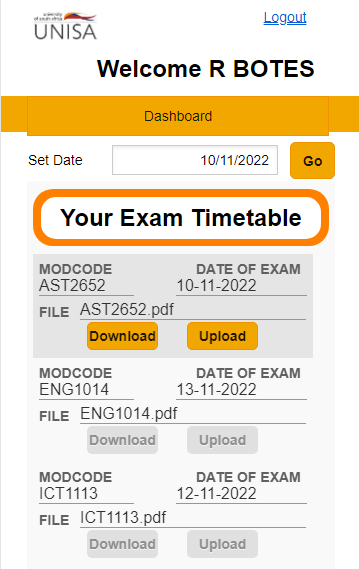 university
of south africa
UNISA
Logout
Welcome R BOTES
Dashboard
Set Date 10/11/2022 Go
Your Exam Timetable
MODCODE DATE OF EXAM
AST2652 10-11-2022
FILE AST2652.pdf
Download Upload
MODCODE DATE OF EXAM
ENG1014 13-11-2022
FILE ENG1014.pdf
Download Upload
MODCODE DATE OF EXAM
ICT1113 12-11-2022
FILE ICT1113.pdf
Download Upload